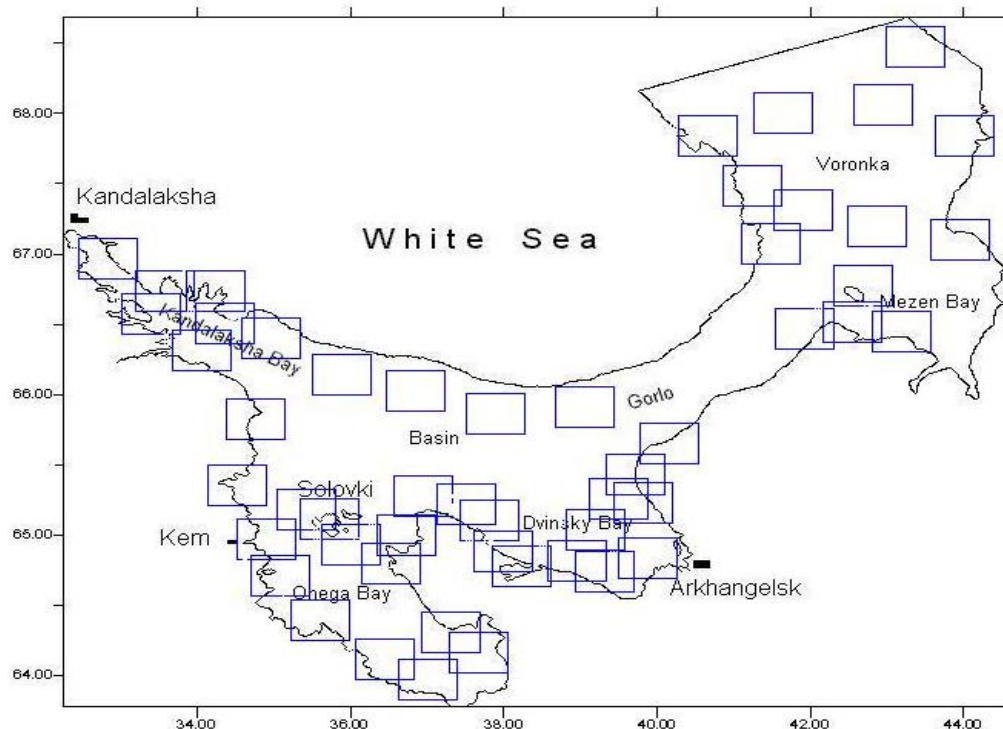 68.00
Voronka
Kandalaksha
White Sea
67.00
Mezen Bay
Kandalaksha Bay
66.00
Gorlo
Basin
Solovki
65.00
Dvinsky Bay
Kem
Arkhangelsk
Onega Bay
64.00
34.00 36.00 38.00 40.00 42.00 44.00